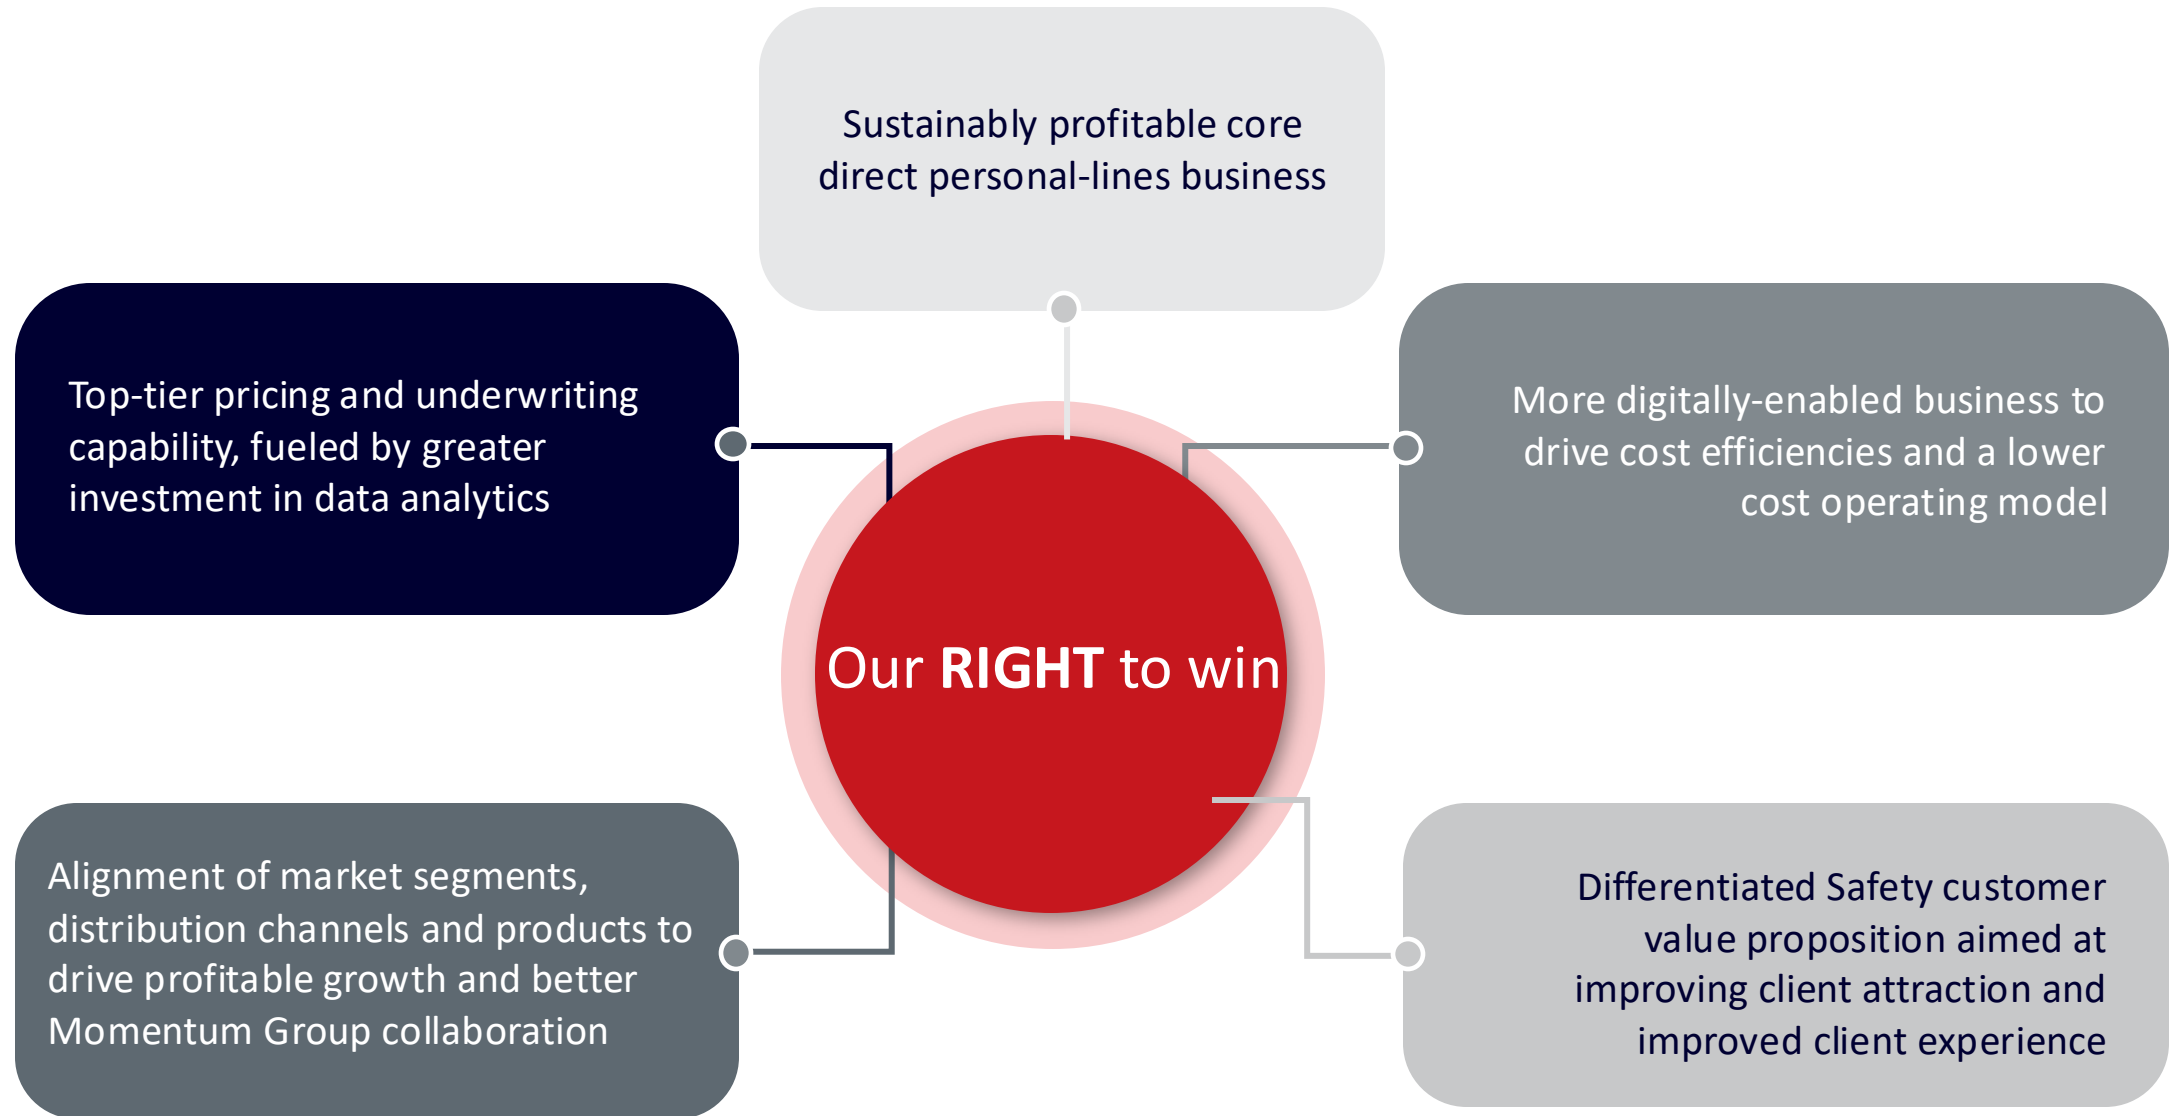 Sustainably profitable core
direct personal-lines business
Top-tier pricing and underwriting
capability, fueled by greater
investment in data analytics
More digitally-enabled business to
drive cost efficiencies and a lower
cost operating model
Our RIGHT to win
Alignment of market segments,
distribution channels and products to
drive profitable growth and better
Momentum Group collaboration
Differentiated Safety customer
value proposition aimed at
improving client attraction and
improved client experience